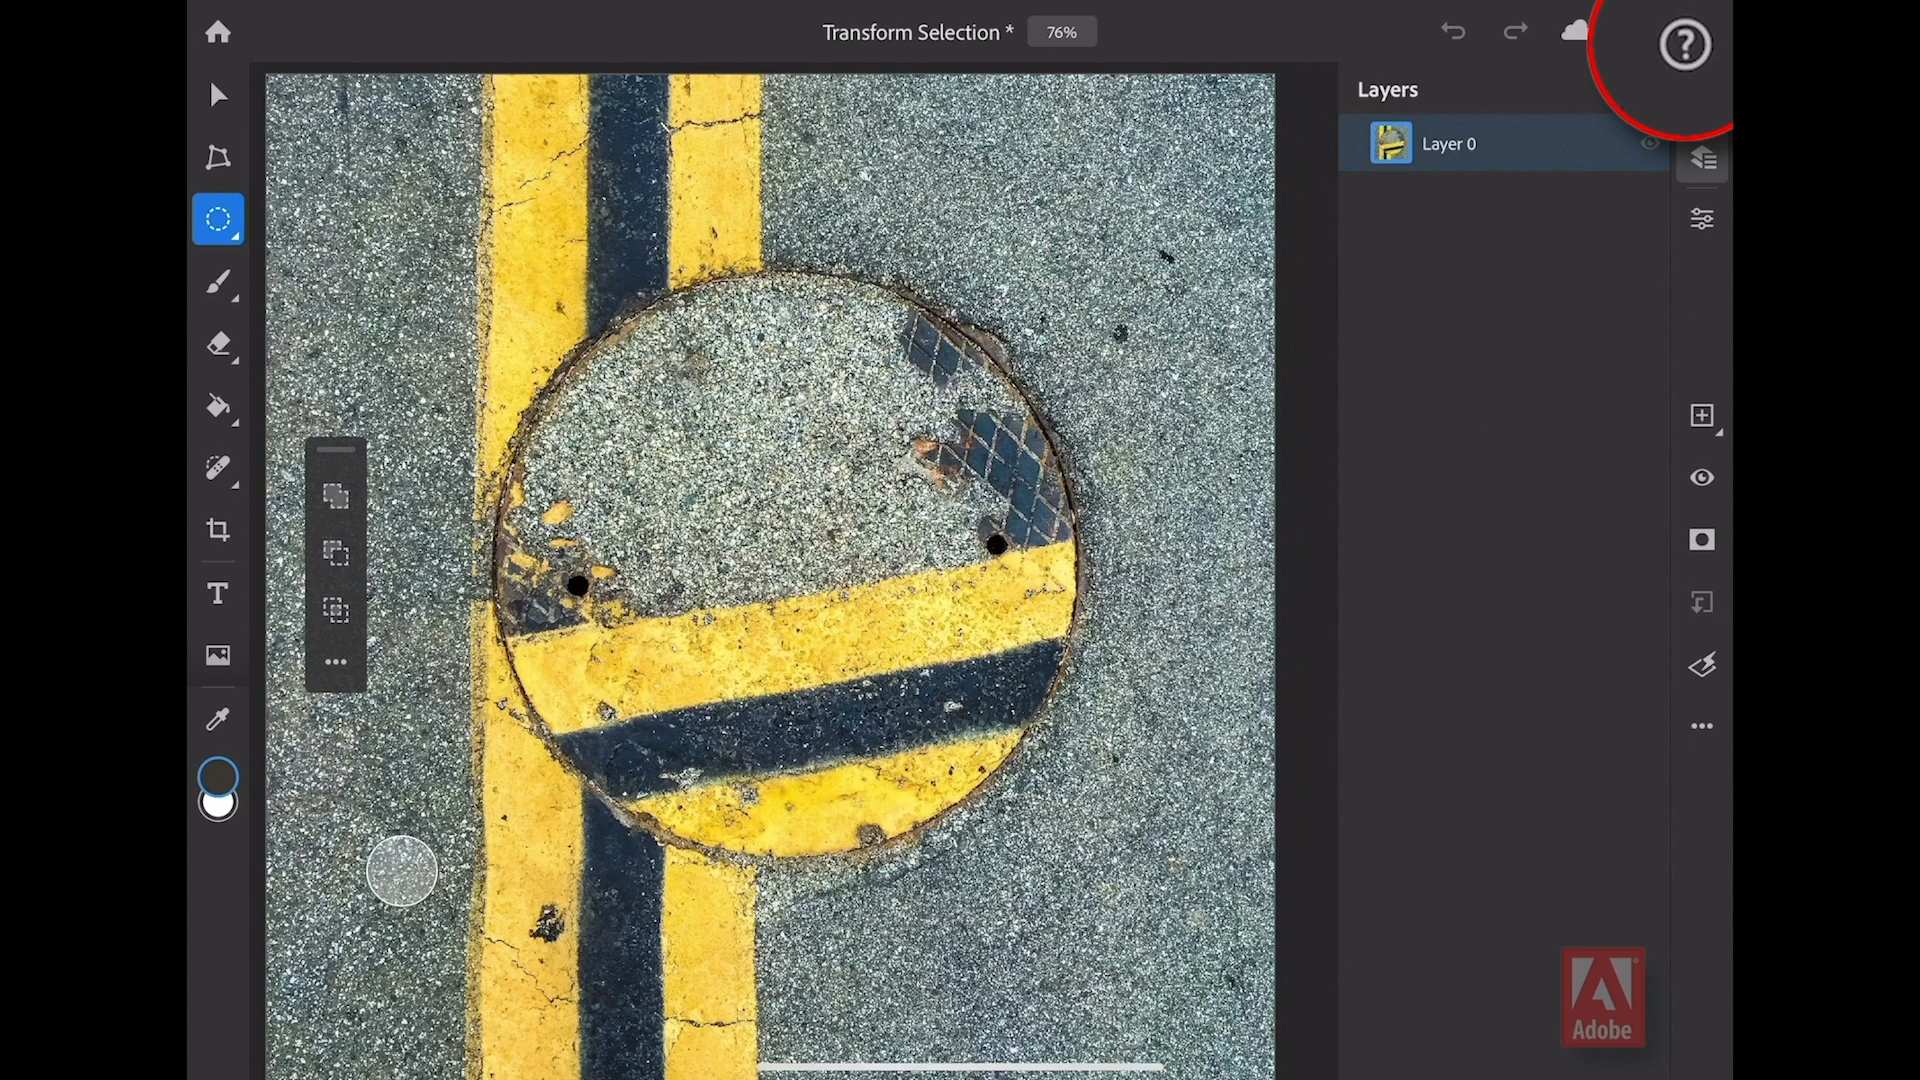 Transform Selection *
76%
?
Layers
Layer 0
T
Adobe